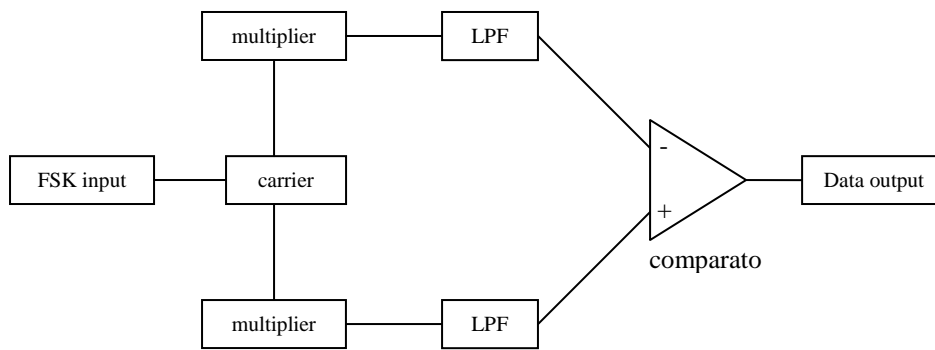 multiplier
LPF
FSK input
carrier
-
+
Data output
comparato
multiplier
LPF